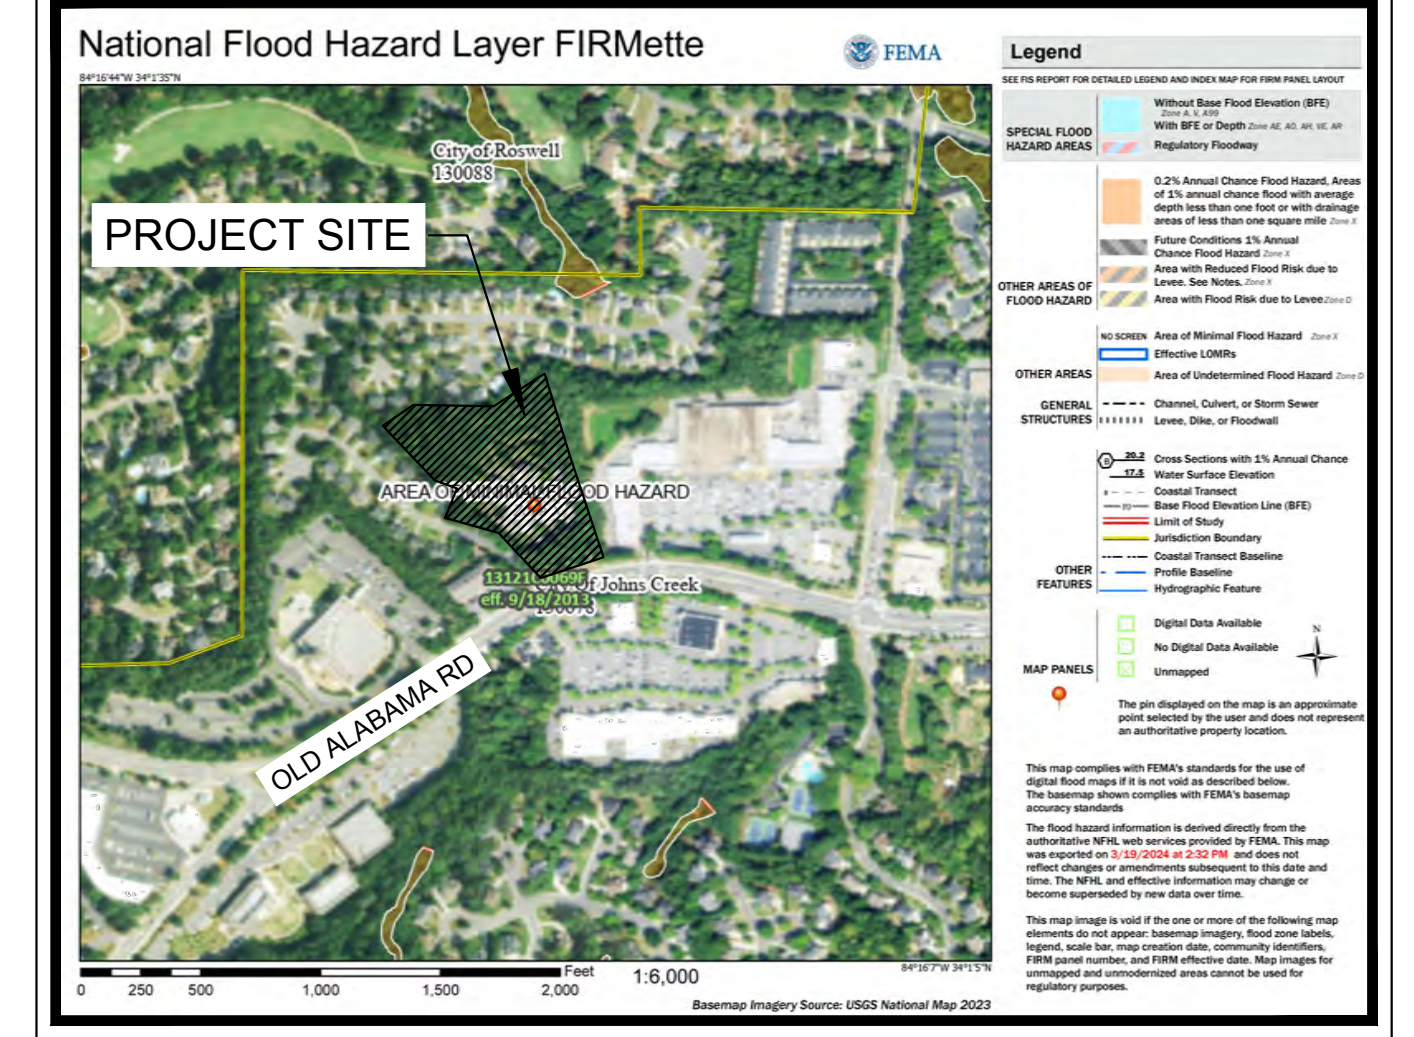 National Flood Hazard Layer FIRMette
FEMA
84°16'44"W 34°1'35"N
City of Roswell
130088
PROJECT SITE
AREA OF MINIMAL FLOOD HAZARD
13121C0069F
eff. 9/18/2013
City of Johns Creek
OLD ALABAMA RD
0 250 500 1,000 1,500 2,000
Feet
1:6,000
84°16'7"W 34°1'5"N
Basemap Imagery Source: USGS National Map 2023
Legend
SEE FIS REPORT FOR DETAILED LEGEND AND INDEX MAP FOR FIRM PANEL LAYOUT
SPECIAL FLOOD
HAZARD AREAS
Without Base Flood Elevation (BFE)
Zone A, V, A99
With BFE or Depth Zone AE, AO, AH, VE, AR
Regulatory Floodway
OTHER AREAS OF
FLOOD HAZARD
0.2% Annual Chance Flood Hazard, Areas
of 1% annual chance flood with average
depth less than one foot or with drainage
areas of less than one square mile Zone X
Future Conditions 1% Annual
Chance Flood Hazard Zone X
Area with Reduced Flood Risk due to
Levee. See Notes. Zone X
Area with Flood Risk due to Levee Zone D
OTHER AREAS
NO SCREEN Area of Minimal Flood Hazard Zone X
Effective LOMRs
Area of Undetermined Flood Hazard Zone D
GENERAL
STRUCTURES
Channel, Culvert, or Storm Sewer
Levee, Dike, or Floodwall
OTHER
FEATURES
B 20.2 Cross Sections with 1% Annual Chance
17.5 Water Surface Elevation
Coastal Transect
Base Flood Elevation Line (BFE)
Limit of Study
Jurisdiction Boundary
Coastal Transect Baseline
Profile Baseline
Hydrographic Feature
MAP PANELS
Digital Data Available
No Digital Data Available
Unmapped
N
The pin displayed on the map is an approximate
point selected by the user and does not represent
an authoritative property location.
This map complies with FEMA's standards for the use of
digital flood maps if it is not void as described below.
The basemap shown complies with FEMA's basemap
accuracy standards
The flood hazard information is derived directly from the
authoritative NFHL web services provided by FEMA. This map
was exported on 3/19/2024 at 2:32 PM and does not
reflect changes or amendments subsequent to this date and
time. The NFHL and effective information may change or
become superseded by new data over time.
This map image is void if the one or more of the following map
elements do not appear: basemap imagery, flood zone labels,
legend, scale bar, map creation date, community identifiers,
FIRM panel number, and FIRM effective date. Map images for
unmapped and unmodernized areas cannot be used for
regulatory purposes.